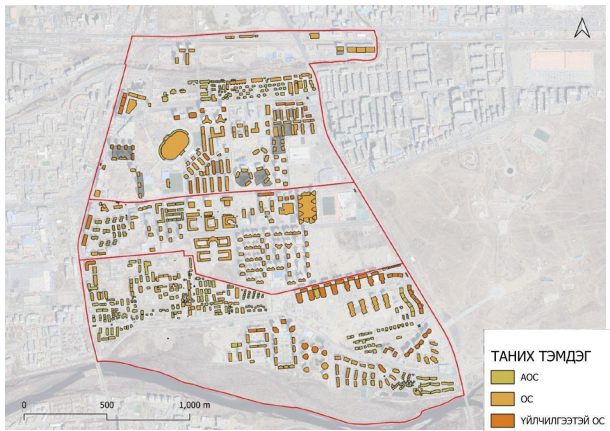 ТАНИХ ТЭМДЭГ
АОС
ОС
ҮЙЛЧИЛГЭЭТЭЙ ОС
0 500 1,000 m